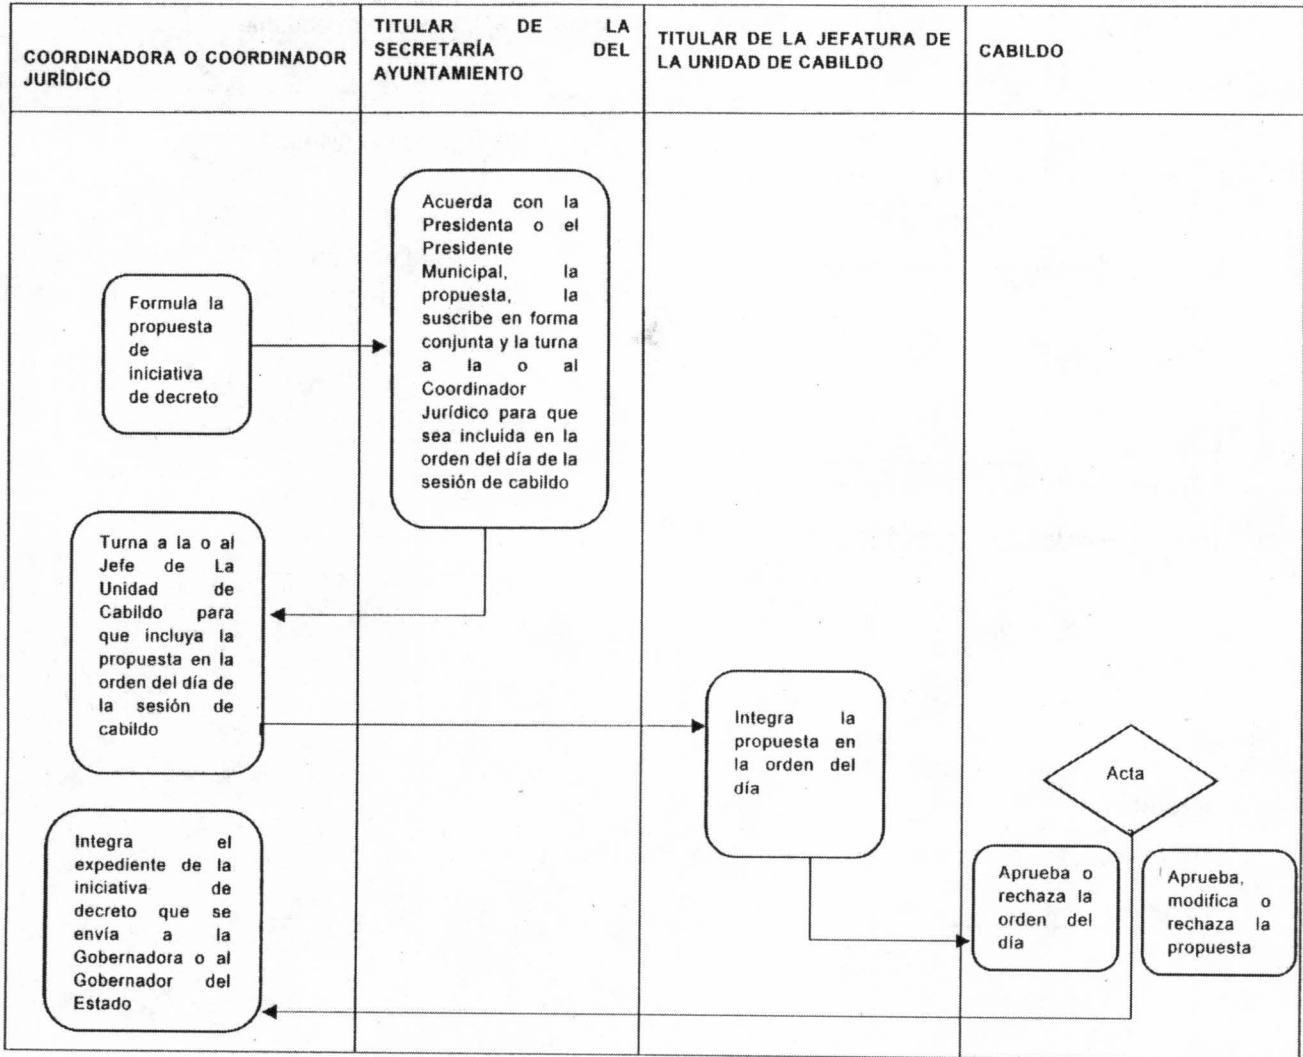 COORDINADORA O COORDINADOR
JURÍDICO
TITULAR DE LA
SECRETARÍA DEL
AYUNTAMIENTO
TITULAR DE LA JEFATURA DE
LA UNIDAD DE CABILDO
CABILDO
Formula la
propuesta
de
iniciativa
de decreto
Acuerda con la
Presidenta o el
Presidente
Municipal, la
propuesta, la
suscribe en forma
conjunta y la turna
a la o al
Coordinador
Jurídico para que
sea incluida en la
orden del día de la
sesión de cabildo
Turna a la o al
Jefe de La
Unidad de
Cabildo para
que incluya la
propuesta en la
orden del día de
la sesión de
cabildo
Integra la
propuesta en
la orden del
día
Acta
Aprueba o
rechaza la
orden del
día
Aprueba,
modifica o
rechaza la
propuesta
Integra el
expediente de la
iniciativa de
decreto que se
envía a la
Gobernadora o al
Gobernador del
Estado